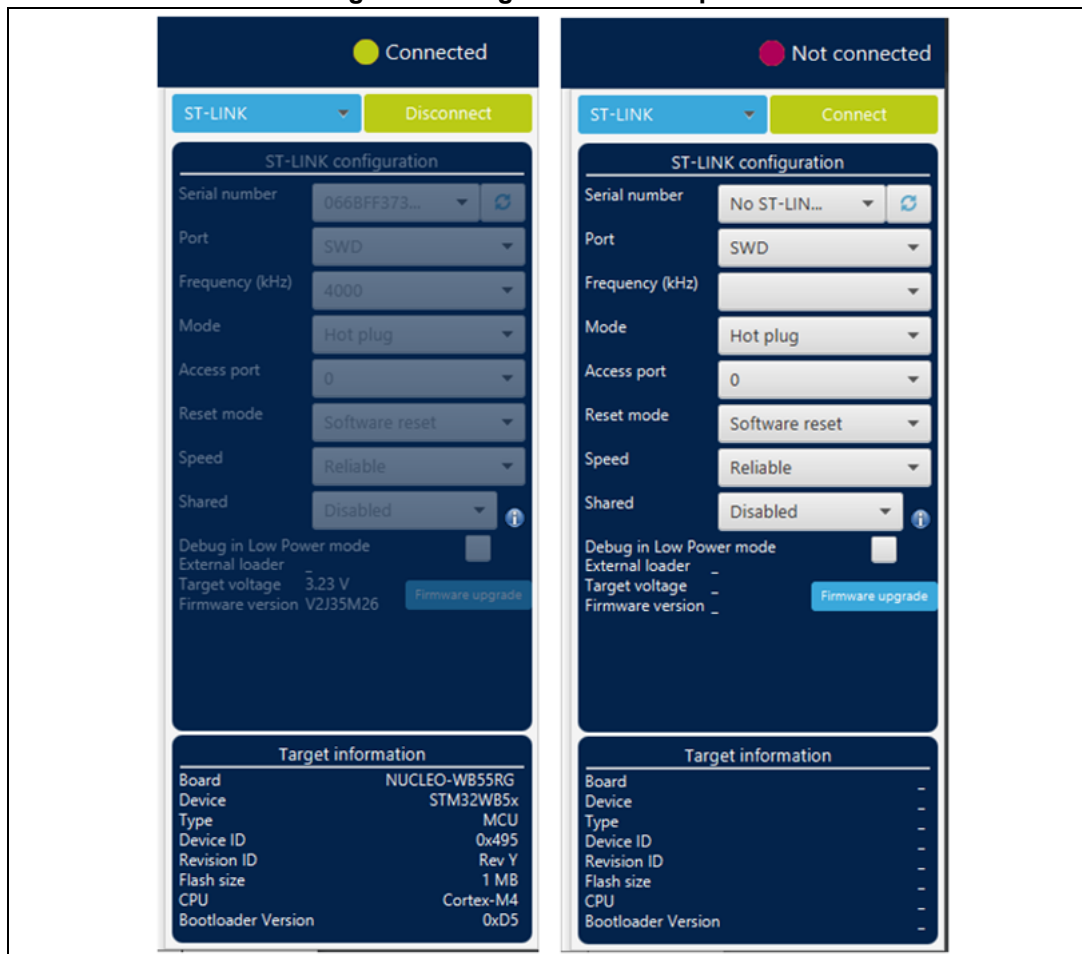 Connected
ST-LINK
Disconnect
ST-LINK configuration
Serial number 066BFF373...
Port SWD
Frequency (kHz) 4000
Mode Hot plug
Access port 0
Reset mode Software reset
Speed Reliable
Shared Disabled
Debug in Low Power mode
External loader _
Target voltage 3.23 V
Firmware version V2J35M26
Firmware upgrade
Target information
Board NUCLEO-WB55RG
Device STM32WB5x
Type MCU
Device ID 0x495
Revision ID Rev Y
Flash size 1 MB
CPU Cortex-M4
Bootloader Version 0xD5
Not connected
ST-LINK
Connect
ST-LINK configuration
Serial number No ST-LIN...
Port SWD
Frequency (kHz)
Mode Hot plug
Access port 0
Reset mode Software reset
Speed Reliable
Shared Disabled
Debug in Low Power mode
External loader _
Target voltage _
Firmware version _
Firmware upgrade
Target information
Board _
Device _
Type _
Device ID _
Revision ID _
Flash size _
CPU _
Bootloader Version _